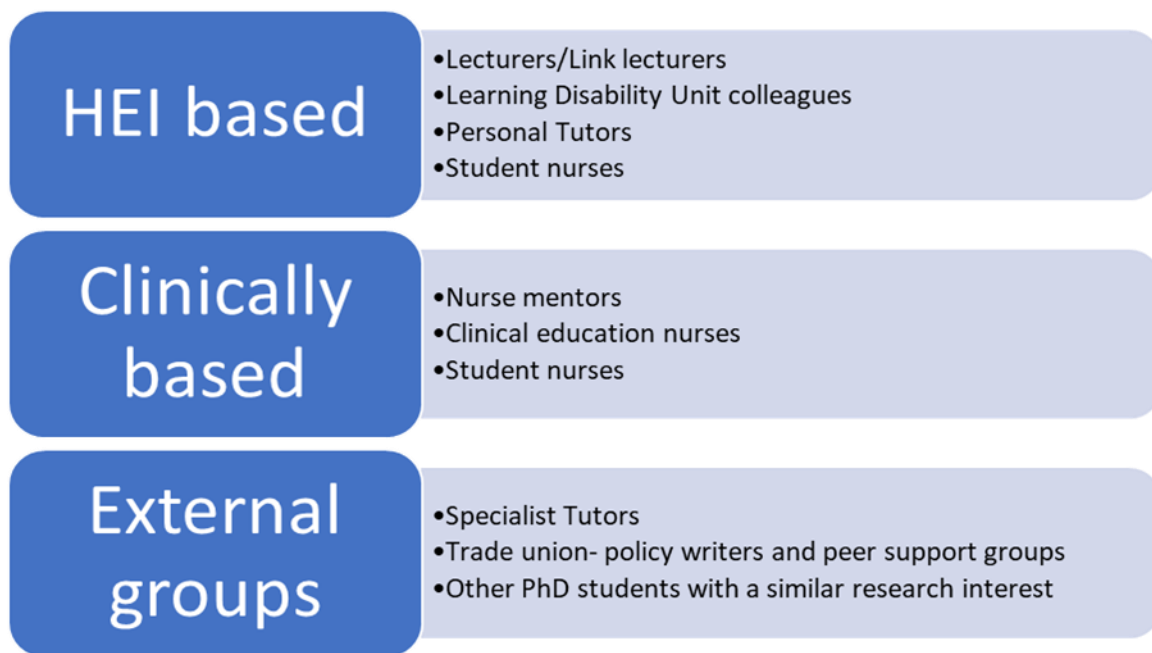 HEI based
•Lecturers/Link lecturers
•Learning Disability Unit colleagues
•Personal Tutors
•Student nurses
Clinically
based
•Nurse mentors
•Clinical education nurses
•Student nurses
External
groups
•Specialist Tutors
•Trade union- policy writers and peer support groups
•Other PhD students with a similar research interest